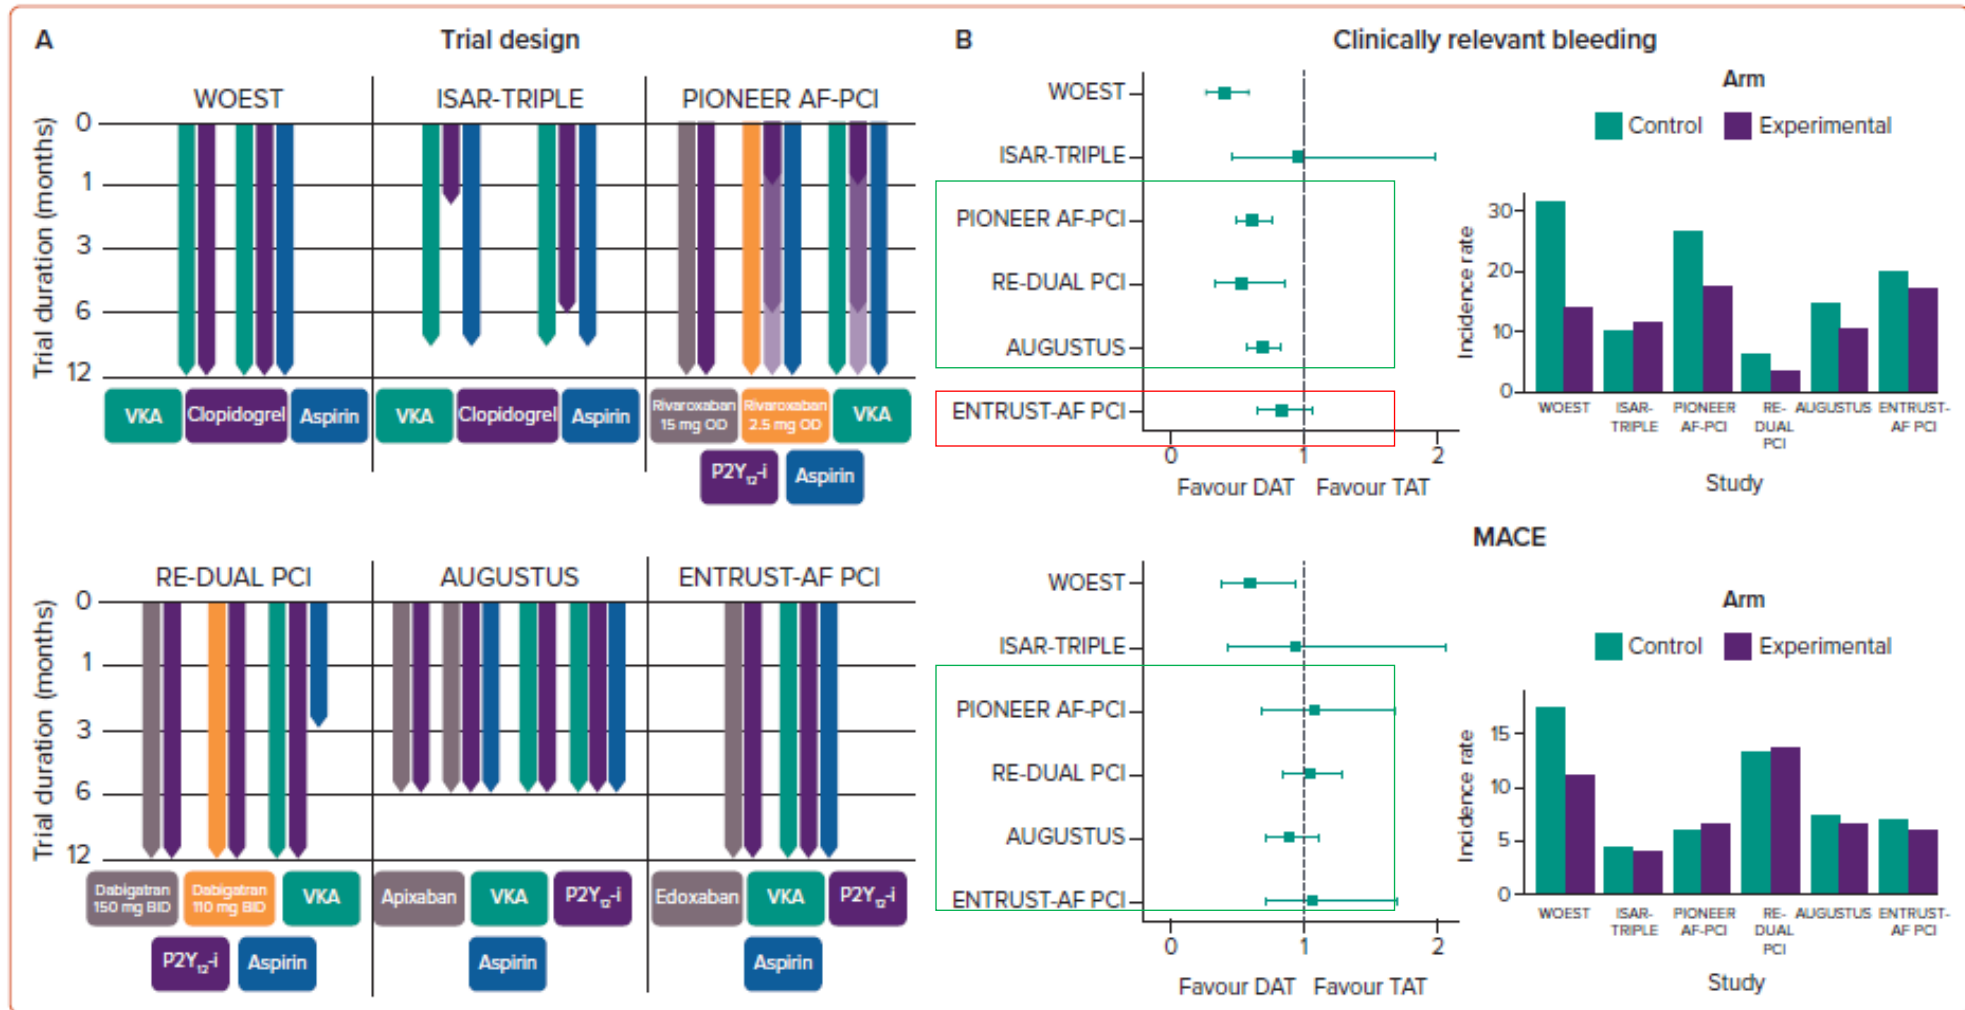 A
Trial design
WOEST
ISAR-TRIPLE
PIONEER AF-PCI
Trial duration (months)
0
1
3
6
12
VKA
Clopidogrel
Aspirin
VKA
Clopidogrel
Aspirin
Rivaroxaban
15 mg OD
Rivaroxaban
2.5 mg OD
VKA
P2Y12-i
Aspirin
RE-DUAL PCI
AUGUSTUS
ENTRUST-AF PCI
Trial duration (months)
0
1
3
6
12
Dabigatran
150 mg BID
Dabigatran
110 mg BID
VKA
Apixaban
VKA
P2Y12-i
Edoxaban
VKA
P2Y12-i
P2Y12-i
Aspirin
Aspirin
Aspirin
B
Clinically relevant bleeding
WOEST
ISAR-TRIPLE
PIONEER AF-PCI
RE-DUAL PCI
AUGUSTUS
ENTRUST-AF PCI
0
1
2
Favour DAT
Favour TAT
Arm
Control
Experimental
Incidence rate
30
20
10
0
WOEST
ISAR-
TRIPLE
PIONEER
AF-PCI
RE-
DUAL
PCI
AUGUSTUS
ENTRUST-
AF PCI
Study
MACE
WOEST
ISAR-TRIPLE
PIONEER AF-PCI
RE-DUAL PCI
AUGUSTUS
ENTRUST-AF PCI
0
1
2
Favour DAT
Favour TAT
Arm
Control
Experimental
Incidence rate
15
10
5
0
WOEST
ISAR-
TRIPLE
PIONEER
AF-PCI
RE-
DUAL
PCI
AUGUSTUS
ENTRUST-
AF PCI
Study